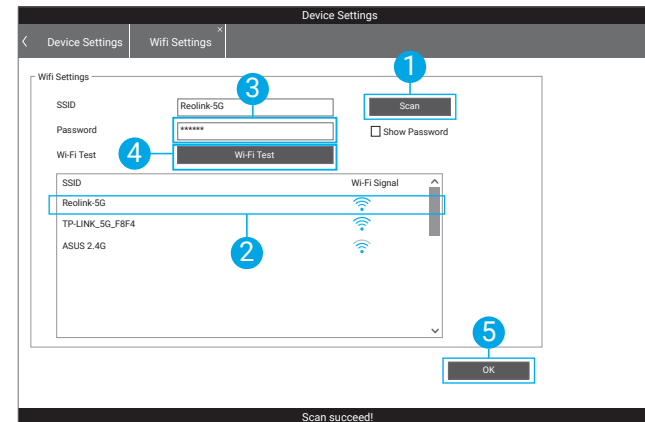 Device Settings
Device Settings Wifi Settings ×
1
Wifi Settings
3
SSID Reolink-5G Scan
Password ****** Show Password
4
Wi-Fi Test Wi-Fi Test
SSID Wi-Fi Signal
Reolink-5G
TP-LINK_5G_F8F4
ASUS 2.4G
2
5
OK
Scan succeed!